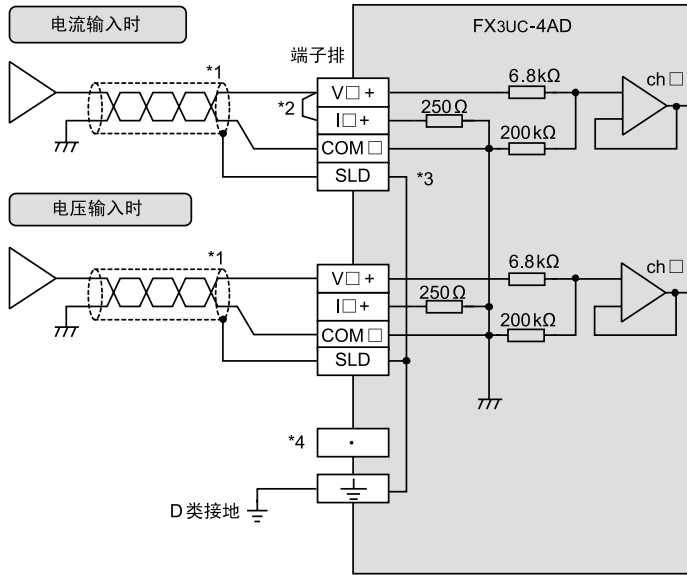 电流输入时
FX3UC-4AD
端子排
*1
*2
V□+
6.8kΩ
ch□
I□+
250Ω
COM□
200kΩ
SLD
*3
电压输入时
*1
V□+
6.8kΩ
ch□
I□+
250Ω
COM□
200kΩ
SLD
*4
·
D类接地